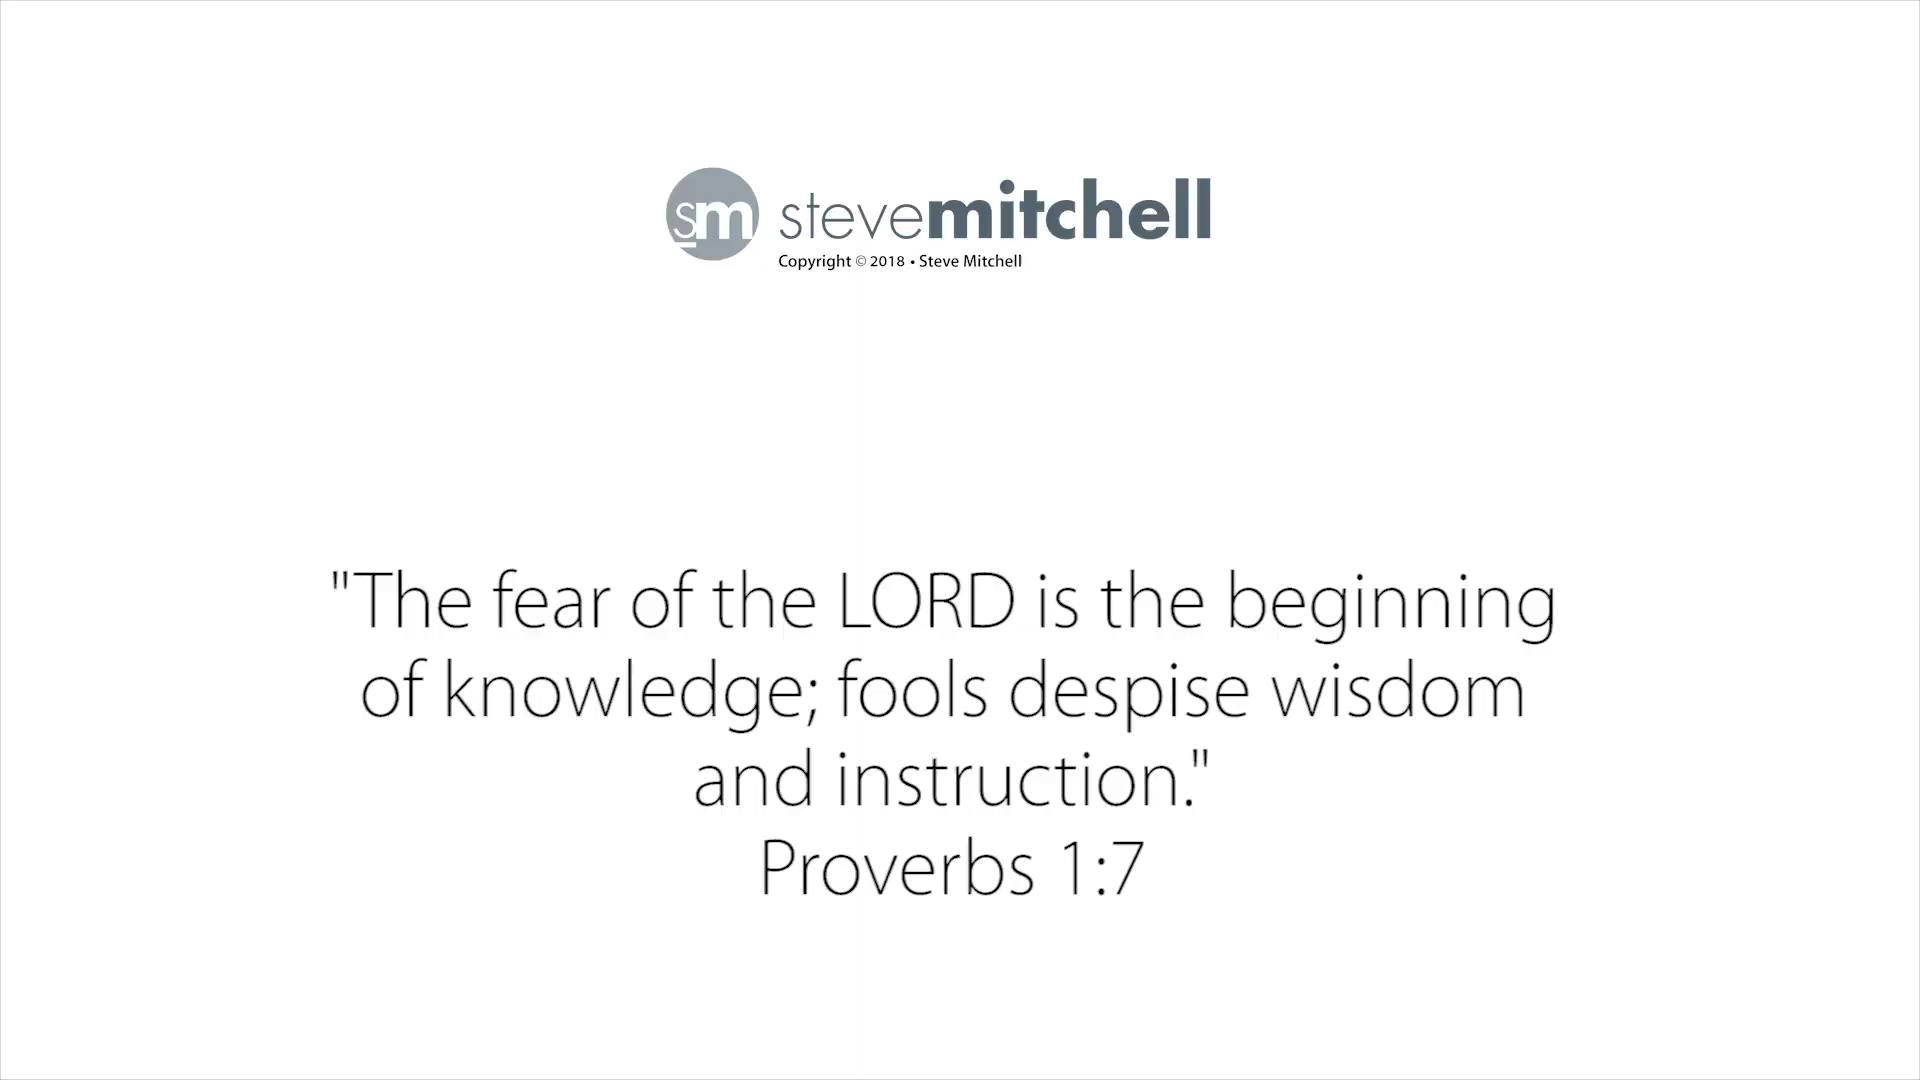 sm stevemitchell
Copyright © 2018 • Steve Mitchell
"The fear of the LORD is the beginning
of knowledge; fools despise wisdom
and instruction."
Proverbs 1:7